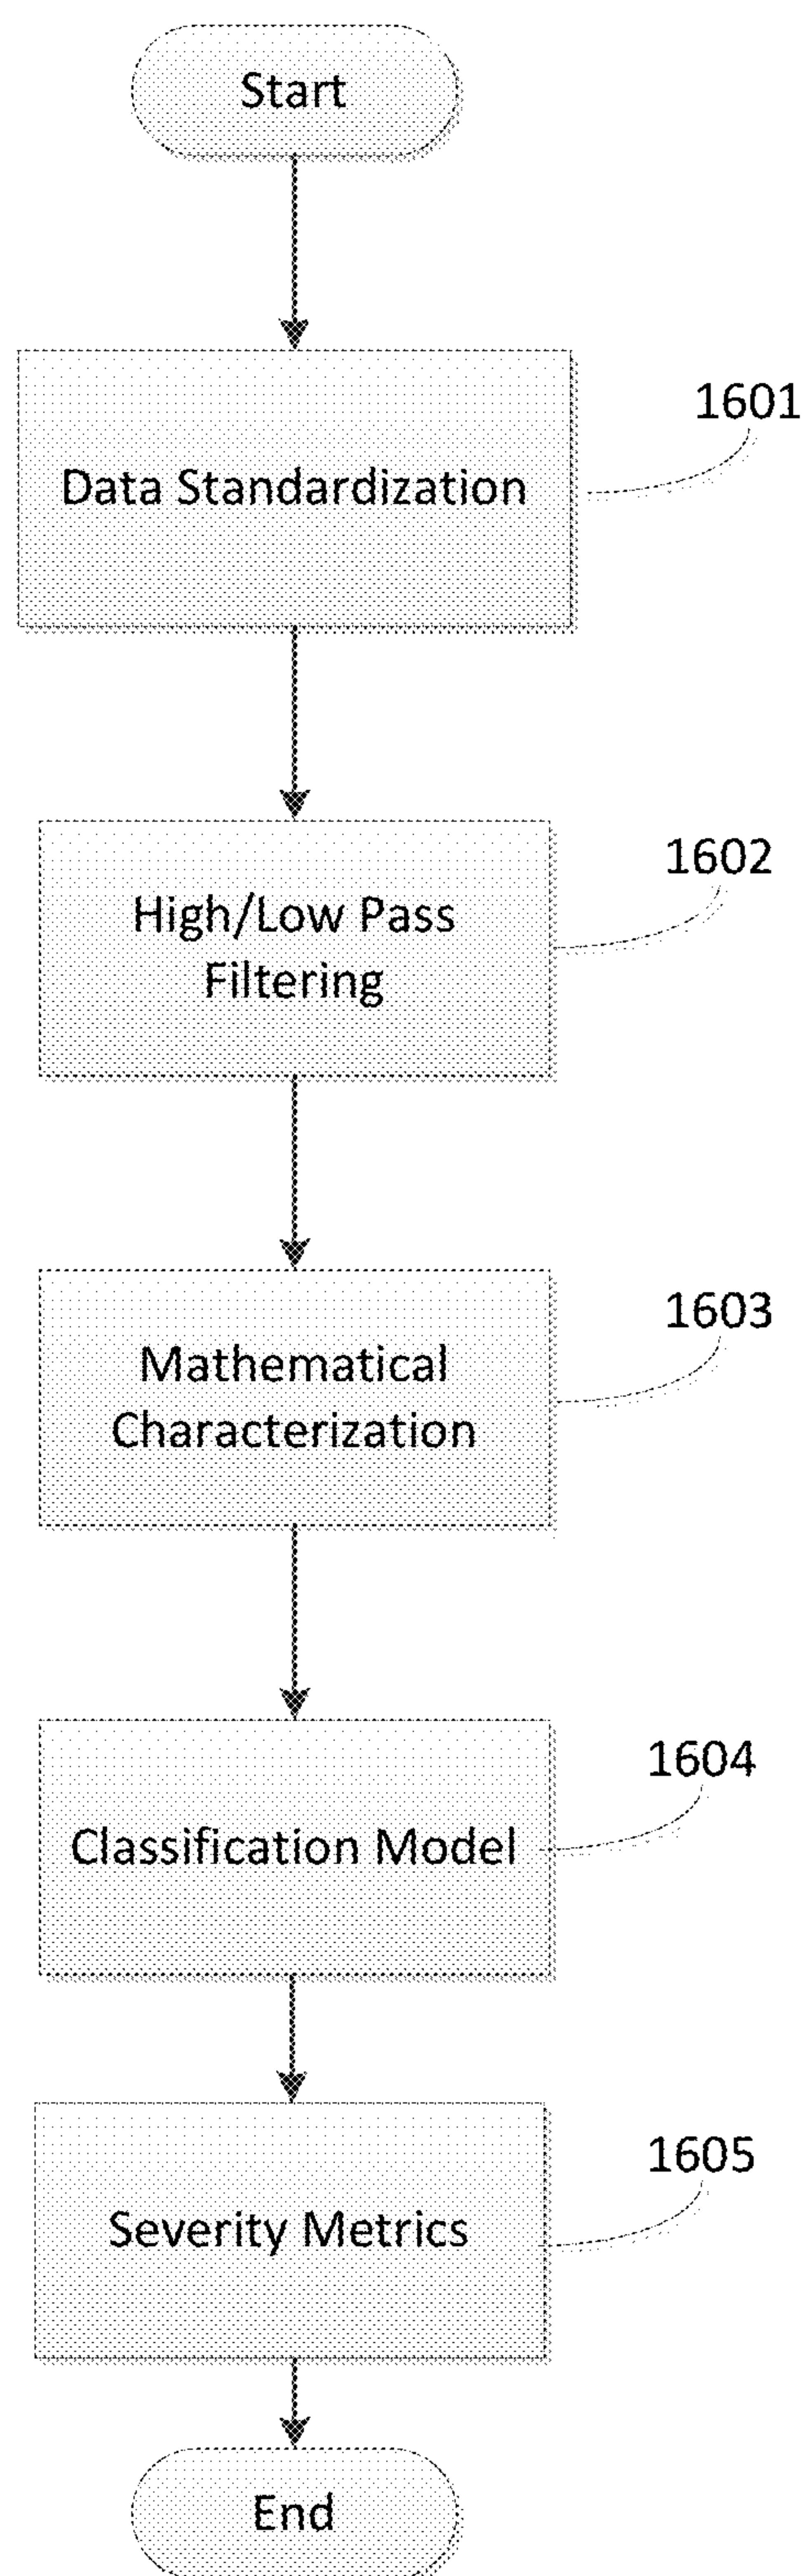 Start
1601
Data Standardization
1602
High/Low Pass
Filtering
1603
Mathematical
Characterization
1604
Classification Model
1605
Severity Metrics
End